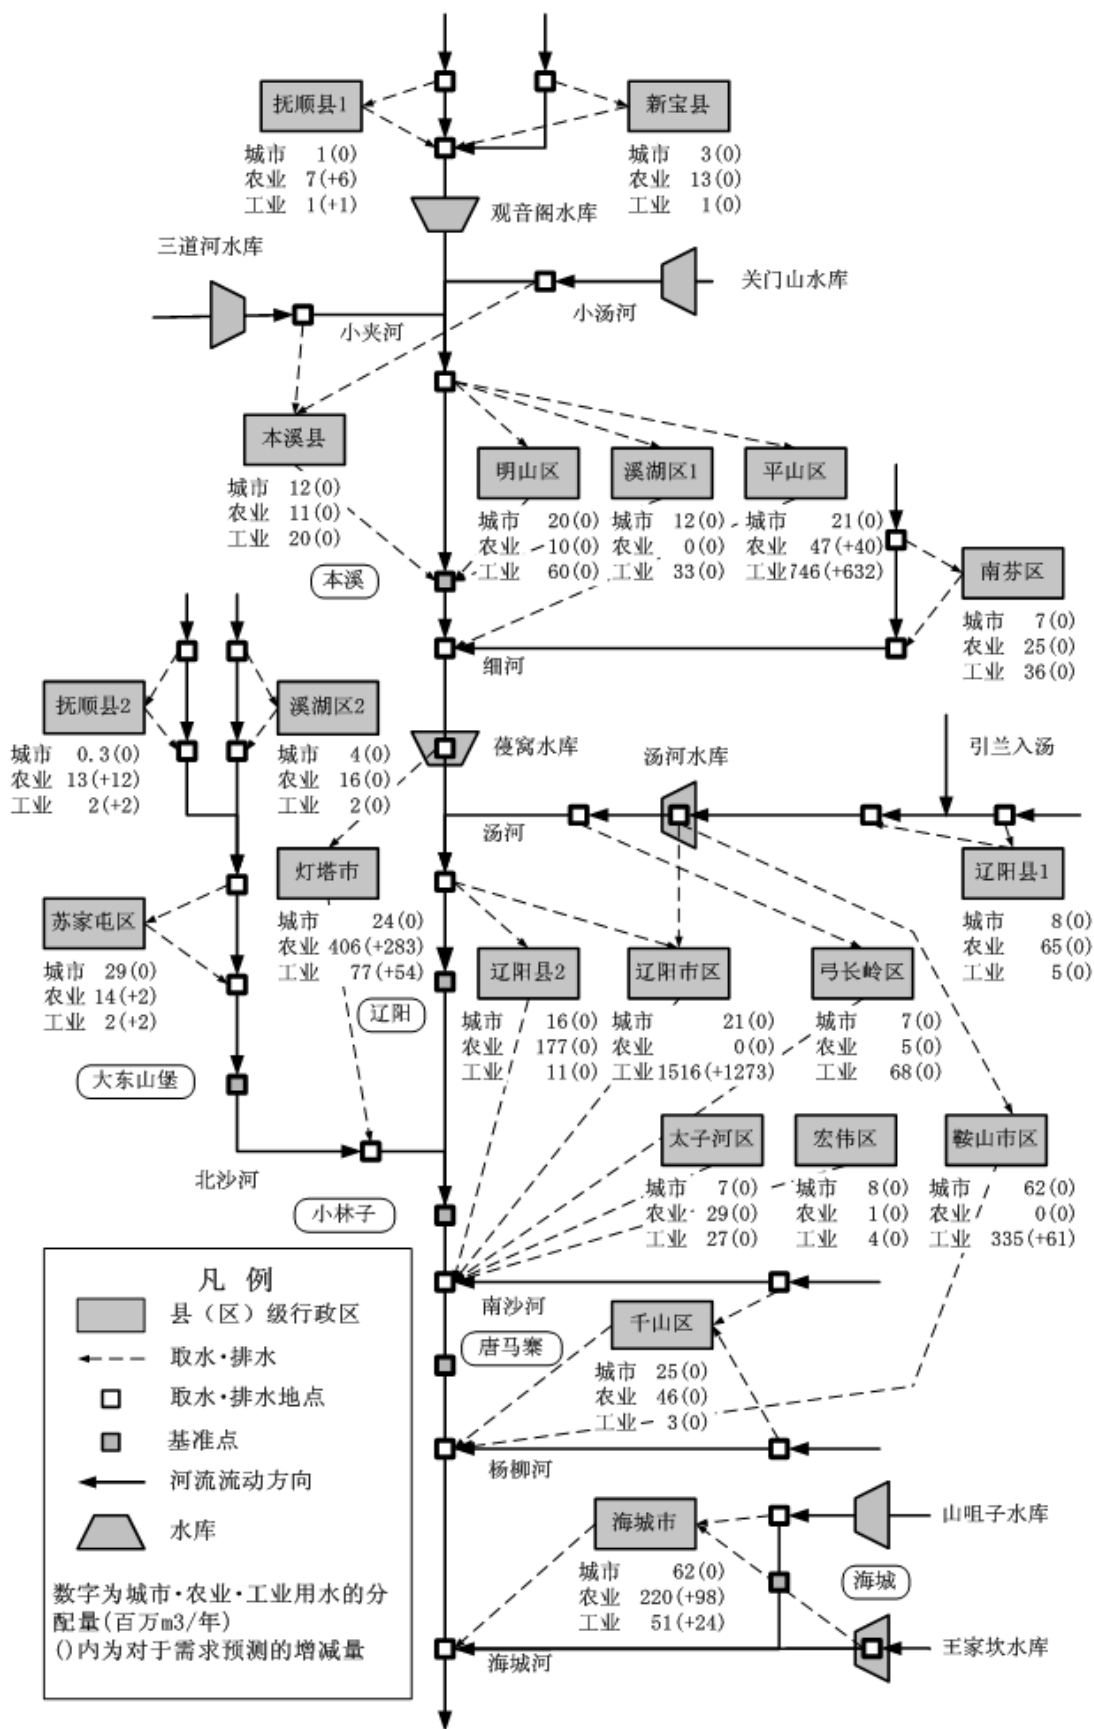 抚顺县1
城市 1(0)
农业 7(+6)
工业 1(+1)
新宝县
城市 3(0)
农业 13(0)
工业 1(0)
观音阁水库
三道河水库
关门山水库
小汤河
小夹河
本溪县
城市 12(0)
农业 11(0)
工业 20(0)
明山区
城市 20(0)
农业 10(0)
工业 60(0)
溪湖区1
城市 12(0)
农业 0(0)
工业 33(0)
平山区
城市 21(0)
农业 47(+40)
工业 746(+632)
南芬区
城市 7(0)
农业 25(0)
工业 36(0)
本溪
细河
抚顺县2
城市 0.3(0)
农业 13(+12)
工业 2(+2)
溪湖区2
城市 4(0)
农业 16(0)
工业 2(0)
葠窝水库
汤河水库
引兰入汤
汤河
灯塔市
城市 24(0)
农业 406(+283)
工业 77(+54)
辽阳县1
城市 8(0)
农业 65(0)
工业 5(0)
苏家屯区
城市 29(0)
农业 14(+2)
工业 2(+2)
辽阳
辽阳县2
城市 16(0)
农业 177(0)
工业 11(0)
辽阳市区
城市 21(0)
农业 0(0)
工业 1516(+1273)
弓长岭区
城市 7(0)
农业 5(0)
工业 68(0)
大东山堡
北沙河
太子河区
城市 7(0)
农业 29(0)
工业 27(0)
宏伟区
城市 8(0)
农业 1(0)
工业 4(0)
鞍山市区
城市 62(0)
农业 0(0)
工业 335(+61)
小林子
南沙河
唐马寨
千山区
城市 25(0)
农业 46(0)
工业 3(0)
杨柳河
海城市
城市 62(0)
农业 220(+98)
工业 51(+24)
山咀子水库
海城
王家坎水库
海城河
凡 例
县（区）级行政区
取水·排水
取水·排水地点
基准点
河流流动方向
水库
数字为城市·农业·工业用水的分
配量(百万m3/年)
()内为对于需求预测的增减量